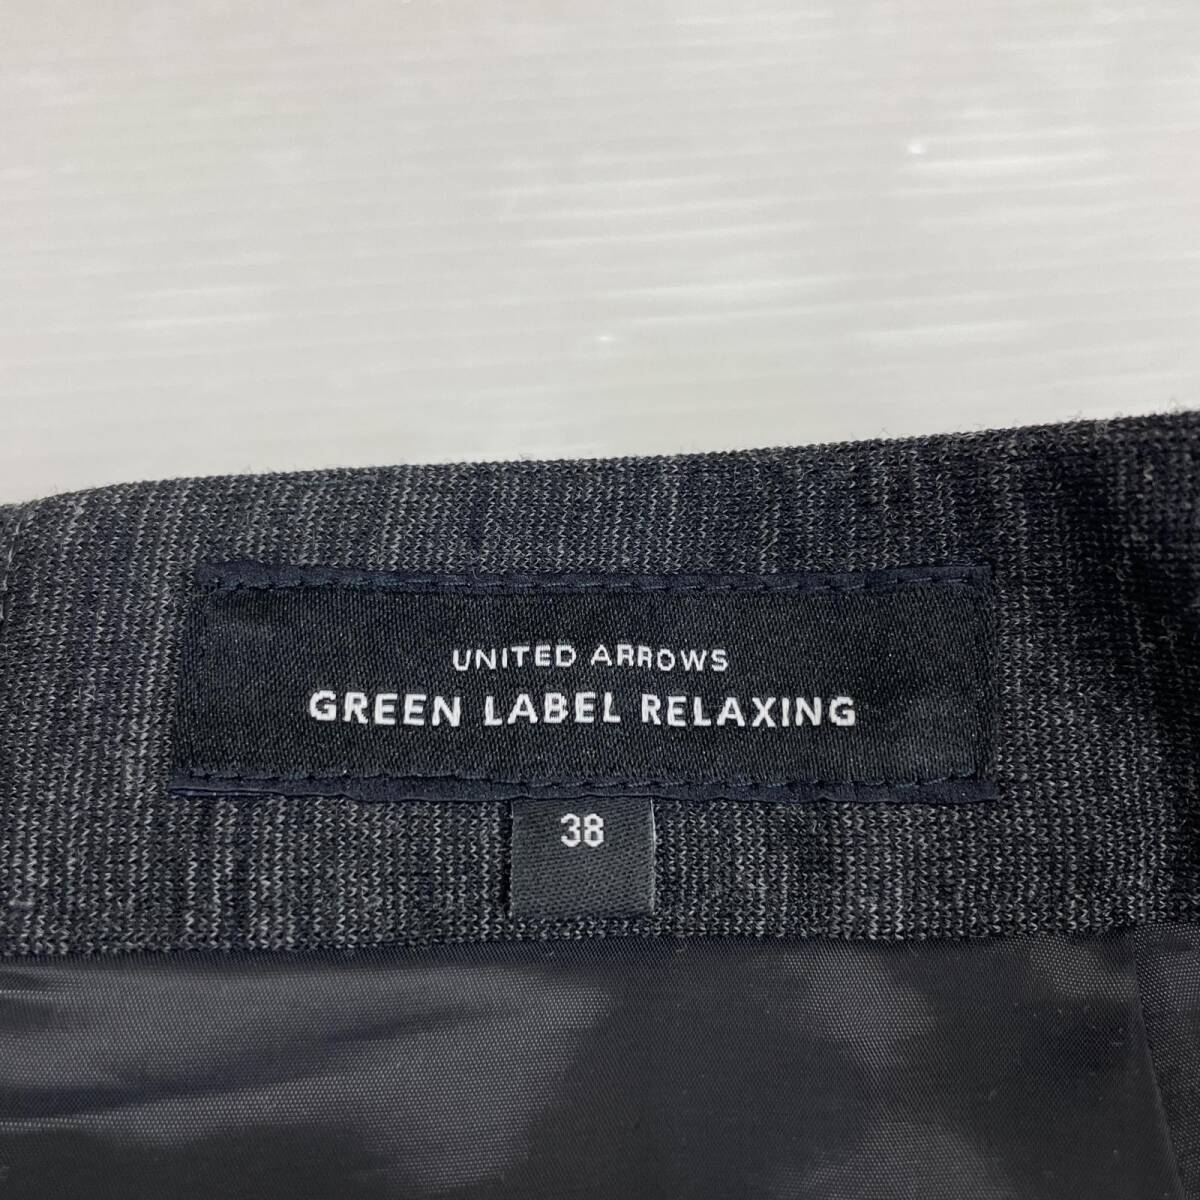 UNITED ARROWS
GREEN LABEL RELAXING
38